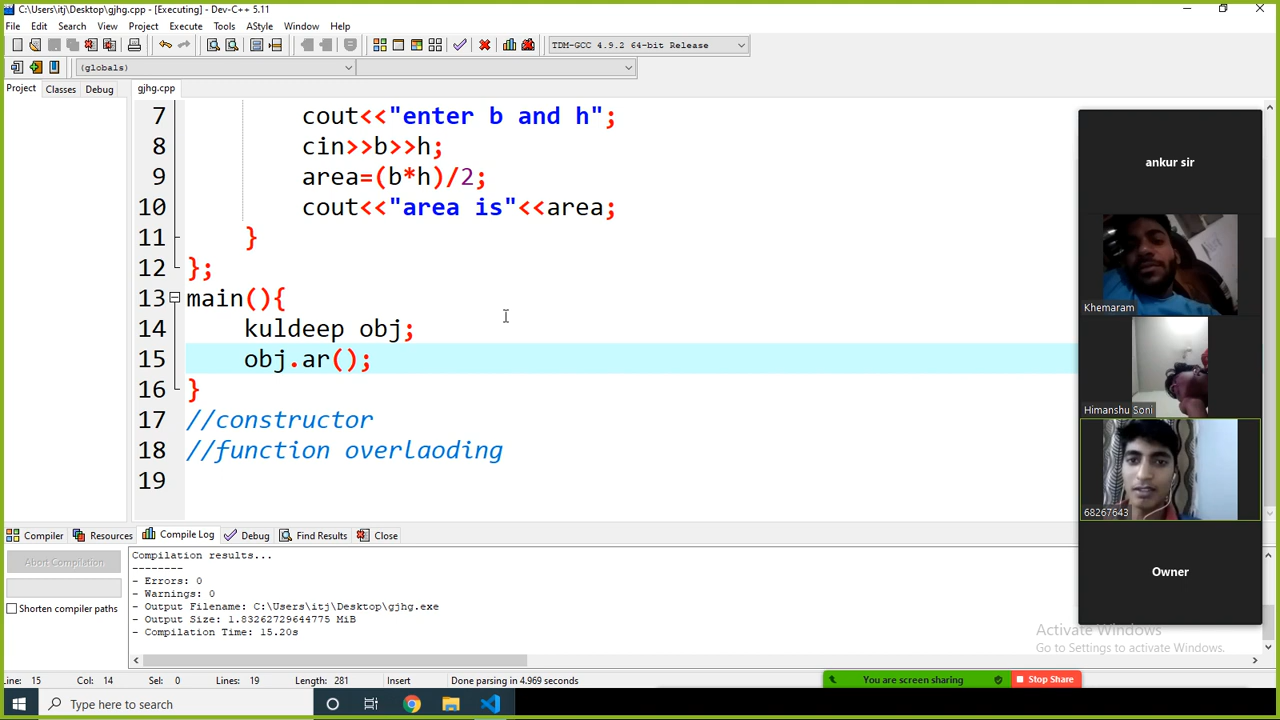 C:\Users\itj\Desktop\gjhg.cpp - [Executing] - Dev-C++ 5.11
File Edit Search View Project Execute Tools AStyle Window Help
TDM-GCC 4.9.2 64-bit Release
(globals)
Project Classes Debug gjhg.cpp
7 cout<<"enter b and h";
8 cin>>b>>h;
9 area=(b*h)/2;
10 cout<<"area is"<<area;
11 }
12 };
13 main(){
14 kuldeep obj;
15 obj.ar();
16 }
17 //constructor
18 //function overlaoding
19
ankur sir
Khemaram
Himanshu Soni
68267643
Owner
Compiler Resources Compile Log Debug Find Results Close
Abort Compilation
Shorten compiler paths
Compilation results...
--------
- Errors: 0
- Warnings: 0
- Output Filename: C:\Users\itj\Desktop\gjhg.exe
- Output Size: 1.83262729644775 MiB
- Compilation Time: 15.20s
Activate Windows
Go to Settings to activate Windows.
Line: 15 Col: 14 Sel: 0 Lines: 19 Length: 281 Insert Done parsing in 4.969 seconds
You are screen sharing Stop Share
Type here to search